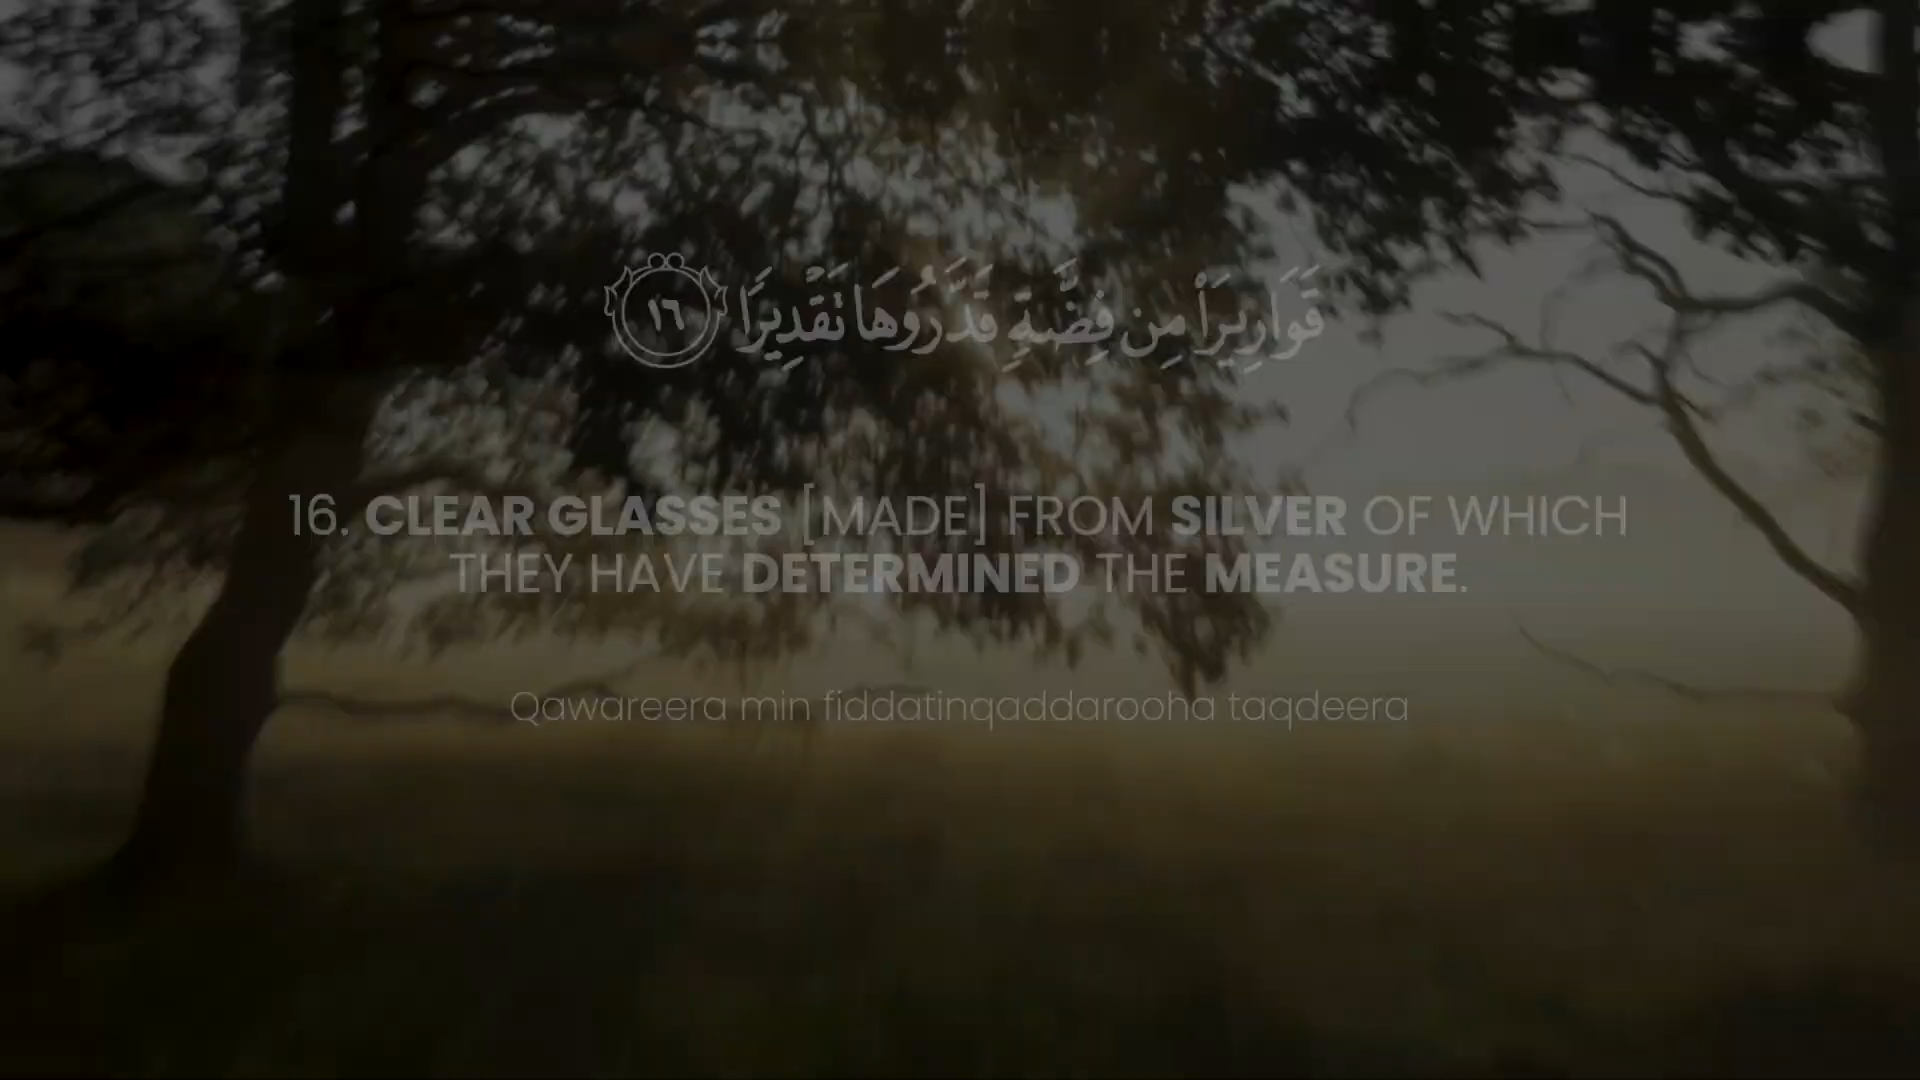 قَوَارِيرَا۟ مِن فِضَّةٍ قَدَّرُوهَا تَقْدِيرًا ١٦
16. CLEAR GLASSES [MADE] FROM SILVER OF WHICH
THEY HAVE DETERMINED THE MEASURE.
Qawareera min fiddatinqaddarooha taqdeera